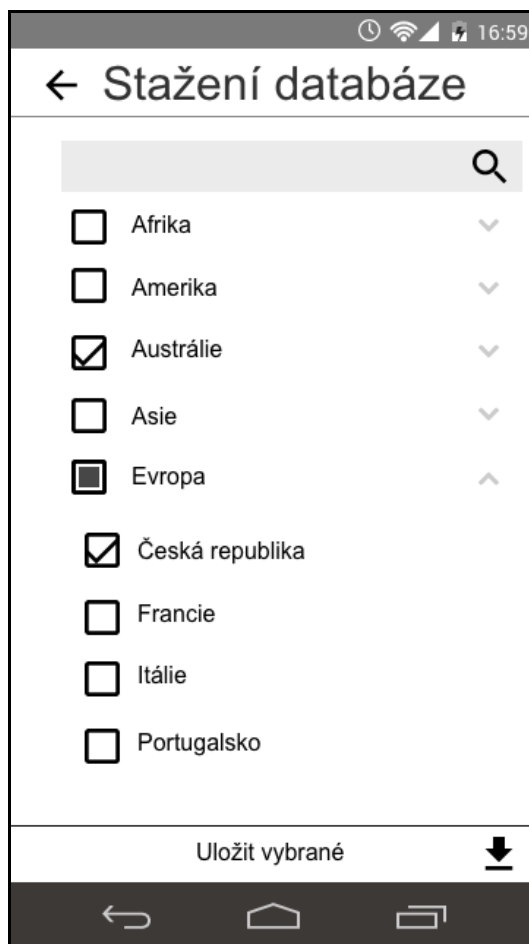 16:59
Stažení databáze
Afrika
Amerika
Austrálie
Asie
Evropa
Česká republika
Francie
Itálie
Portugalsko
Uložit vybrané